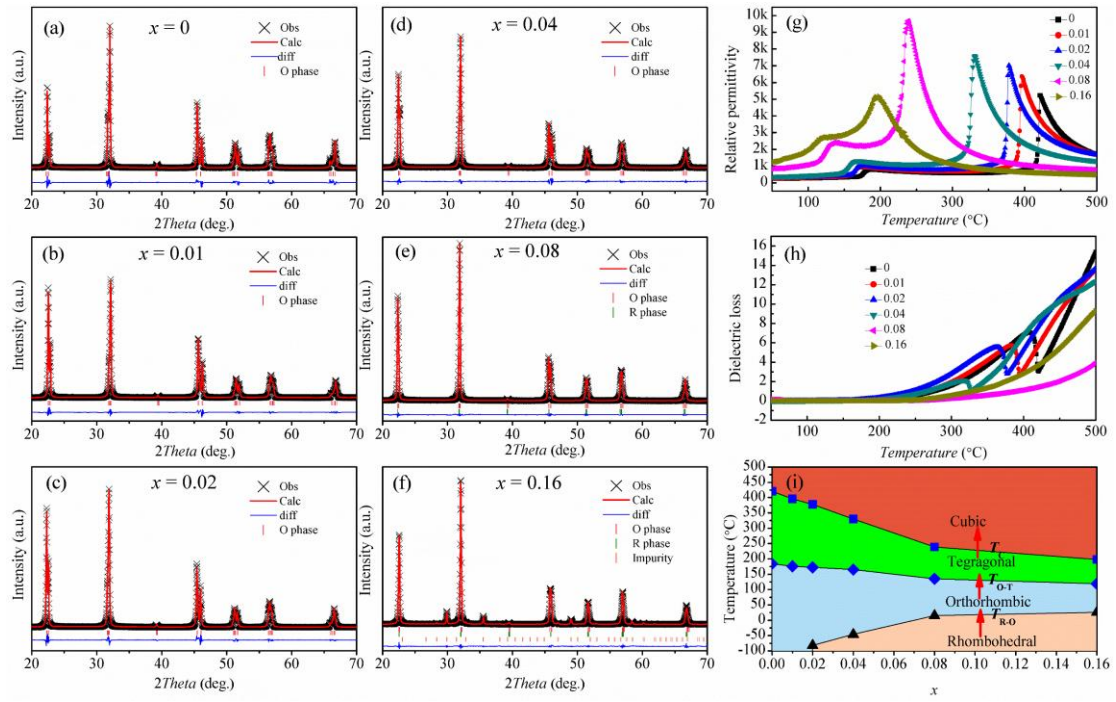 (a)
x = 0
Obs
Calc
diff
O phase
Intensity (a.u.)
20 30 40 50 60 70
2Theta (deg.)
(b)
x = 0.01
Obs
Calc
diff
O phase
Intensity (a.u.)
20 30 40 50 60 70
2Theta (deg.)
(c)
x = 0.02
Obs
Calc
diff
O phase
Intensity (a.u.)
20 30 40 50 60 70
2Theta (deg.)
(d)
x = 0.04
Obs
Calc
diff
O phase
Intensity (a.u.)
20 30 40 50 60 70
2Theta (deg.)
(e)
x = 0.08
Obs
Calc
diff
O phase
R phase
Intensity (a.u.)
20 30 40 50 60 70
2Theta (deg.)
(f)
x = 0.16
Obs
Calc
diff
O phase
R phase
Impurity
Intensity (a.u.)
20 30 40 50 60 70
2Theta (deg.)
(g)
0
0.01
0.02
0.04
0.08
0.16
Relative permittivity
10k
9k
8k
7k
6k
5k
4k
3k
2k
1k
0
100 200 300 400 500
Temperature (°C)
(h)
0
0.01
0.02
0.04
0.08
0.16
Dielectric loss
16
14
12
10
8
6
4
2
0
-2
100 200 300 400 500
Temperature (°C)
(i)
Temperature (°C)
500
450
400
350
300
250
200
150
100
50
0
-50
-100
Cubic
TC
Tegragonal
TO-T
Orthorhombic
TR-O
Rhombohedral
0.00 0.02 0.04 0.06 0.08 0.10 0.12 0.14 0.16
x